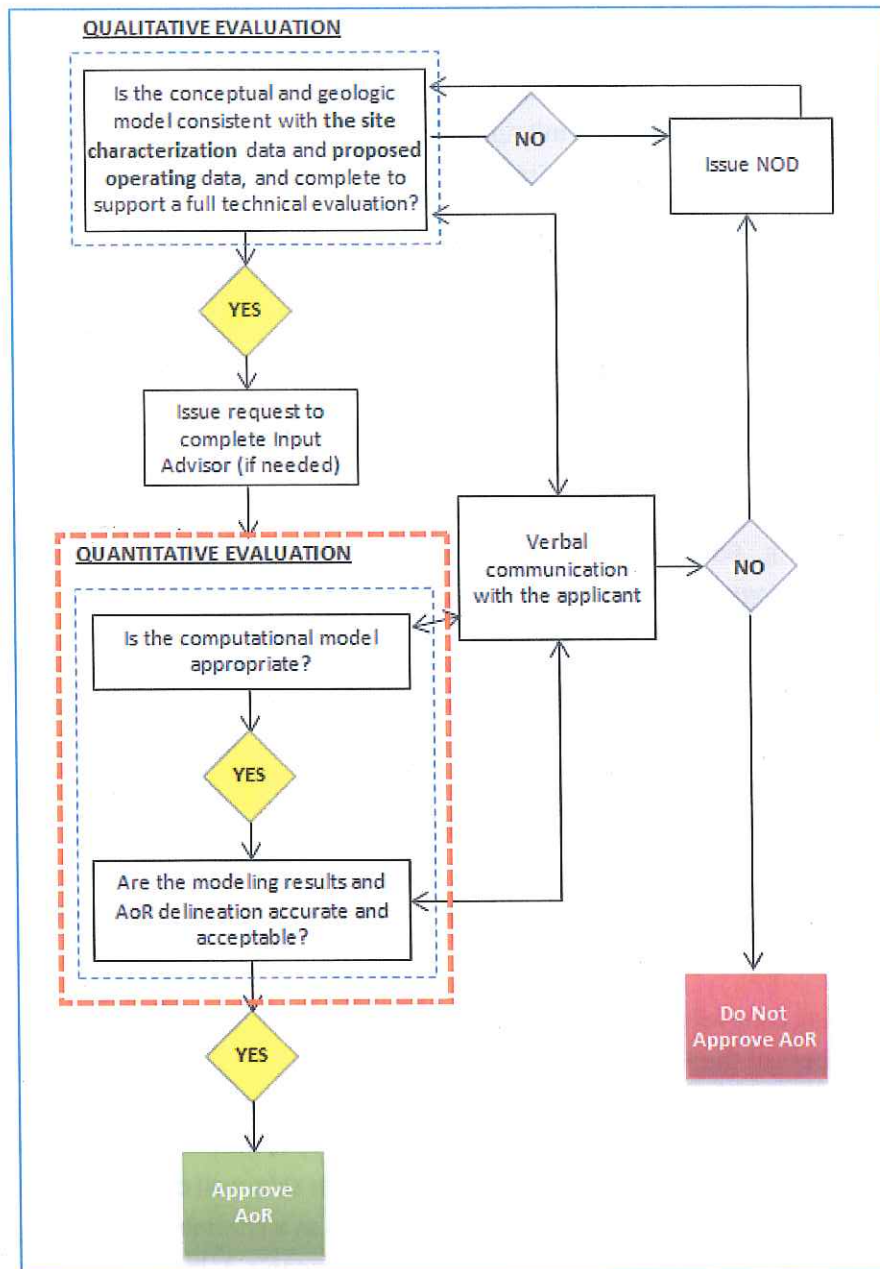 QUALITATIVE EVALUATION
Is the conceptual and geologic
model consistent with the site
characterization data and proposed
operating data, and complete to
support a full technical evaluation?
NO
Issue NOD
YES
Issue request to
complete Input
Advisor (if needed)
QUANTITATIVE EVALUATION
Verbal
communication
with the applicant
NO
Is the computational model
appropriate?
YES
Are the modeling results and
AoR delineation accurate and
acceptable?
Do Not
Approve AoR
YES
Approve
AoR